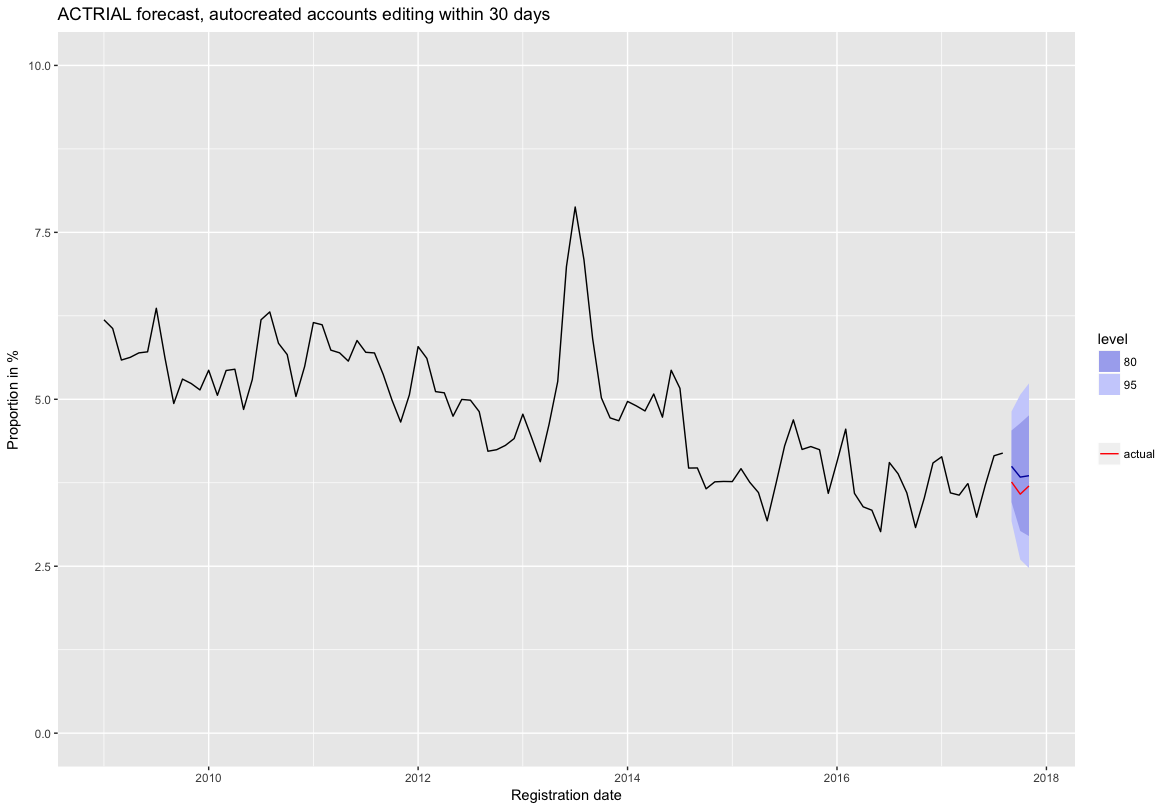 ACTRIAL forecast, autocreated accounts editing within 30 days
Proportion in %
10.0
7.5
5.0
2.5
0.0
2010
2012
2014
2016
2018
Registration date
level
80
95
actual